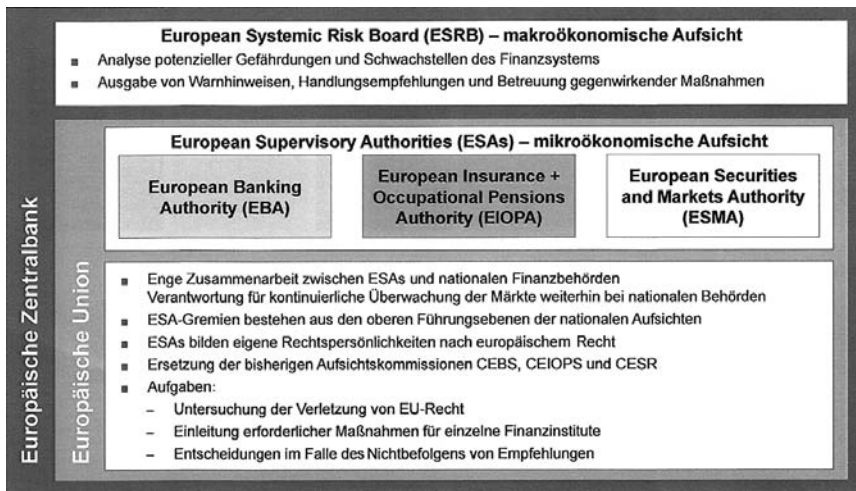 European Systemic Risk Board (ESRB) – makroökonomische Aufsicht
■ Analyse potenzieller Gefährdungen und Schwachstellen des Finanzsystems
■ Ausgabe von Warnhinweisen, Handlungsempfehlungen und Betreuung gegenwirkender Maßnahmen
European Supervisory Authorities (ESAs) – mikroökonomische Aufsicht
European Banking
Authority (EBA)
European Insurance +
Occupational Pensions
Authority (EIOPA)
European Securities
and Markets Authority
(ESMA)
■ Enge Zusammenarbeit zwischen ESAs und nationalen Finanzbehörden
Verantwortung für kontinuierliche Überwachung der Märkte weiterhin bei nationalen Behörden
■ ESA-Gremien bestehen aus den oberen Führungsebenen der nationalen Aufsichten
■ ESAs bilden eigene Rechtspersönlichkeiten nach europäischem Recht
■ Ersetzung der bisherigen Aufsichtskommissionen CEBS, CEIOPS und CESR
■ Aufgaben:
– Untersuchung der Verletzung von EU-Recht
– Einleitung erforderlicher Maßnahmen für einzelne Finanzinstitute
– Entscheidungen im Falle des Nichtbefolgens von Empfehlungen
Europäische Zentralbank
Europäische Union